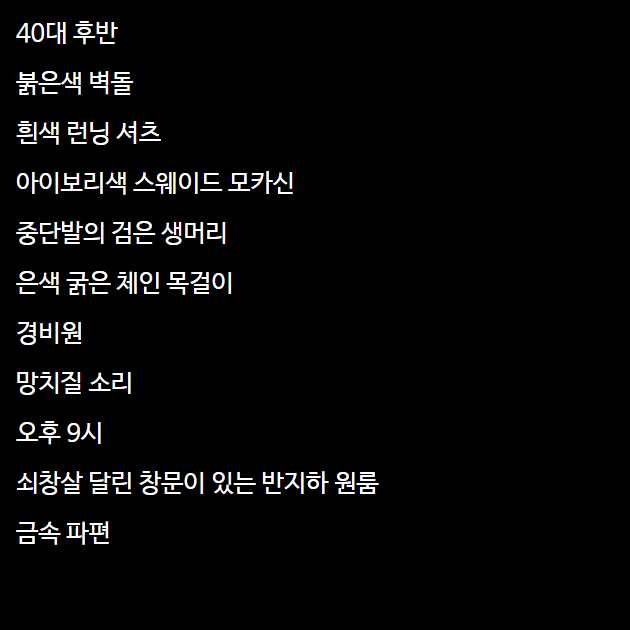 40대 후반
붉은색 벽돌
흰색 런닝 셔츠
아이보리색 스웨이드 모카신
중단발의 검은 생머리
은색 굵은 체인 목걸이
경비원
망치질 소리
오후 9시
쇠창살 달린 창문이 있는 반지하 원룸
금속 파편